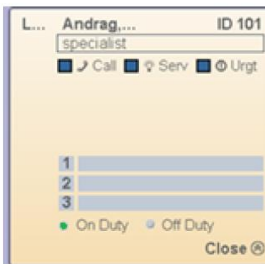 L... Andrag,... ID 101
specialist
Call Serv Urgt
1
2
3
On Duty Off Duty
Close